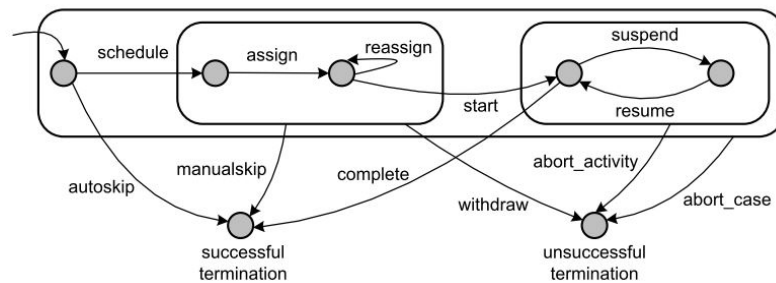 suspend
schedule
assign
reassign
start
resume
manualskip
complete
abort_activity
autoskip
withdraw
abort_case
successful
termination
unsuccessful
termination